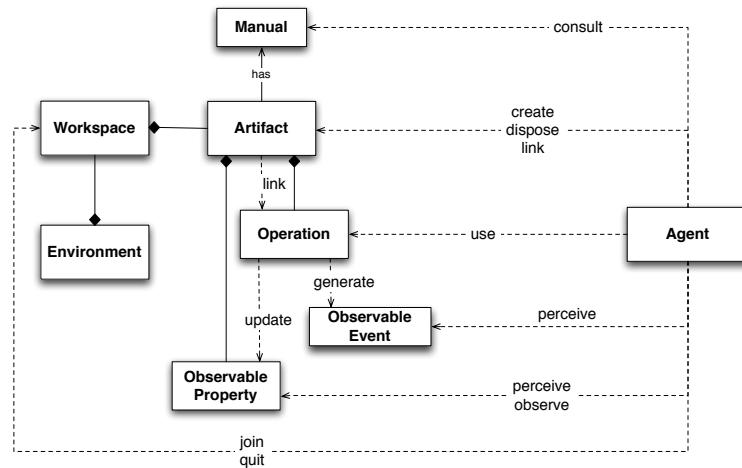 Manual
consult
has
Workspace
Artifact
create
dispose
link
link
Operation
use
Agent
Environment
generate
update
Observable
Event
perceive
Observable
Property
perceive
observe
join
quit